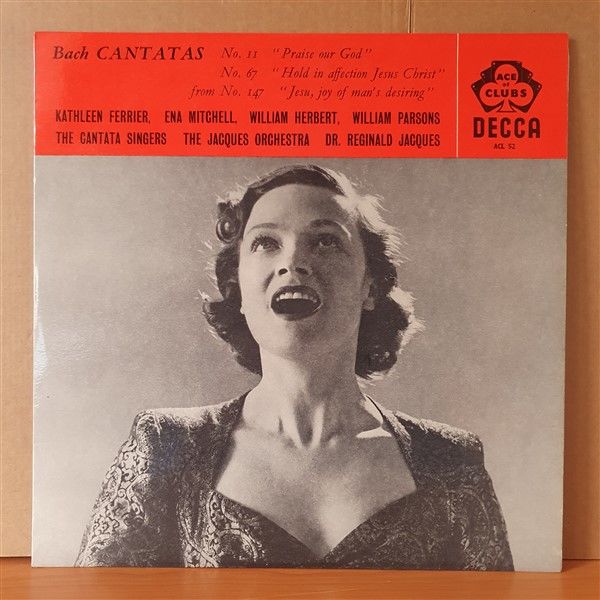 Bach CANTATAS No. 11 "Praise our God"
No. 67 "Hold in affection Jesus Christ"
from No. 147 "Jesu, joy of man's desiring"
KATHLEEN FERRIER, ENA MITCHELL, WILLIAM HERBERT, WILLIAM PARSONS
THE CANTATA SINGERS THE JACQUES ORCHESTRA DR. REGINALD JACQUES
ACE
of
CLUBS
DECCA
ACL 52